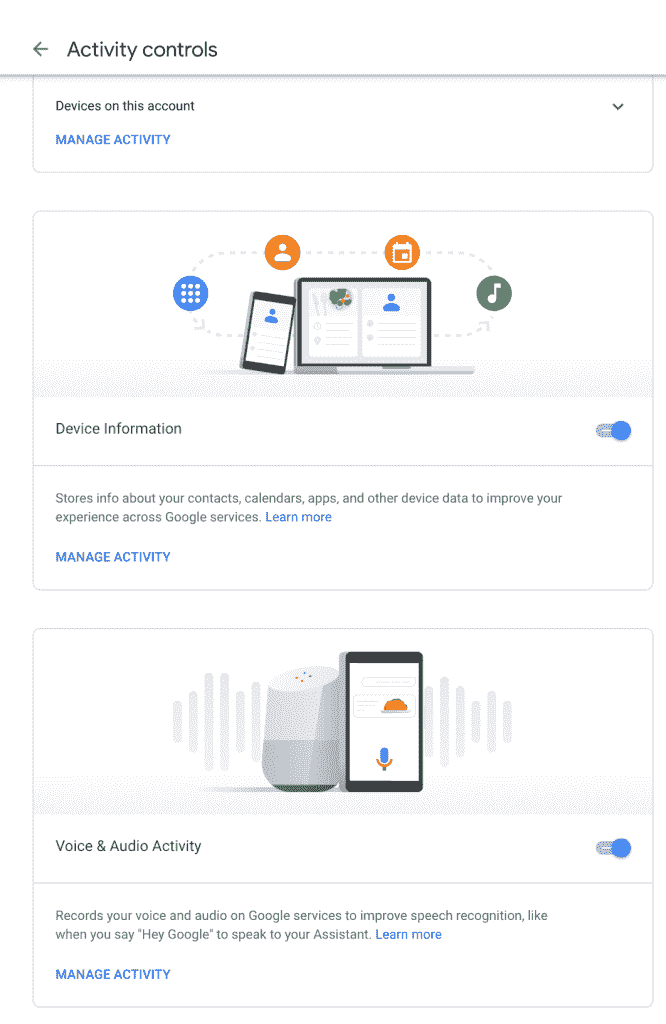 Activity controls
Devices on this account
MANAGE ACTIVITY
Device Information
Stores info about your contacts, calendars, apps, and other device data to improve your
experience across Google services. Learn more
MANAGE ACTIVITY
Voice & Audio Activity
Records your voice and audio on Google services to improve speech recognition, like
when you say "Hey Google" to speak to your Assistant. Learn more
MANAGE ACTIVITY